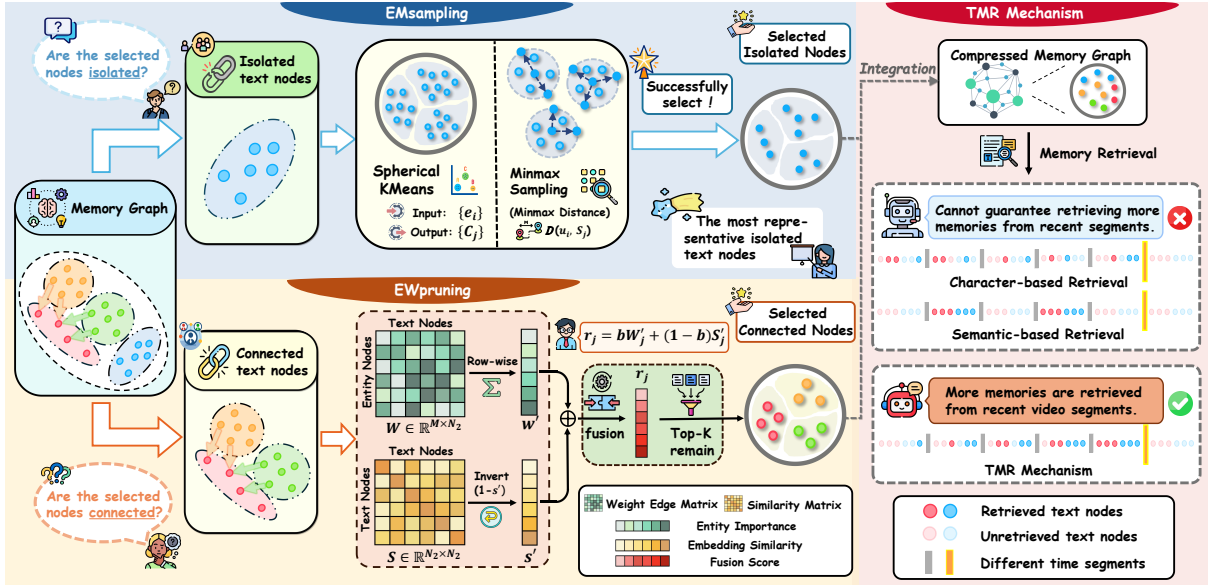 EMsampling
Are the selected
nodes isolated?
Isolated
text nodes
Spherical
KMeans
Input: {e_i}
Output: {C_j}
Minmax
Sampling
(Minmax Distance)
D(u_i, S_j)
Successfully
select !
Selected
Isolated Nodes
The most repre-
sentative isolated
text nodes
Memory Graph
EWpruning
Connected
text nodes
Are the selected
nodes connected?
Text Nodes
Entity Nodes
W ∈ ℝ^{M×N_2}
Row-wise
Σ
W'
Text Nodes
Text Nodes
S ∈ ℝ^{N_2×N_2}
Invert
(1-s')
S'
r_j = bW'_j + (1 − b)S'_j
Selected
Connected Nodes
fusion
r_j
Top-K
remain
Weight Edge Matrix
Similarity Matrix
Entity Importance
Embedding Similarity
Fusion Score
TMR Mechanism
Integration
Compressed Memory Graph
Memory Retrieval
Cannot guarantee retrieving more
memories from recent segments.
Character-based Retrieval
Semantic-based Retrieval
More memories are retrieved
from recent video segments.
TMR Mechanism
Retrieved text nodes
Unretrieved text nodes
Different time segments